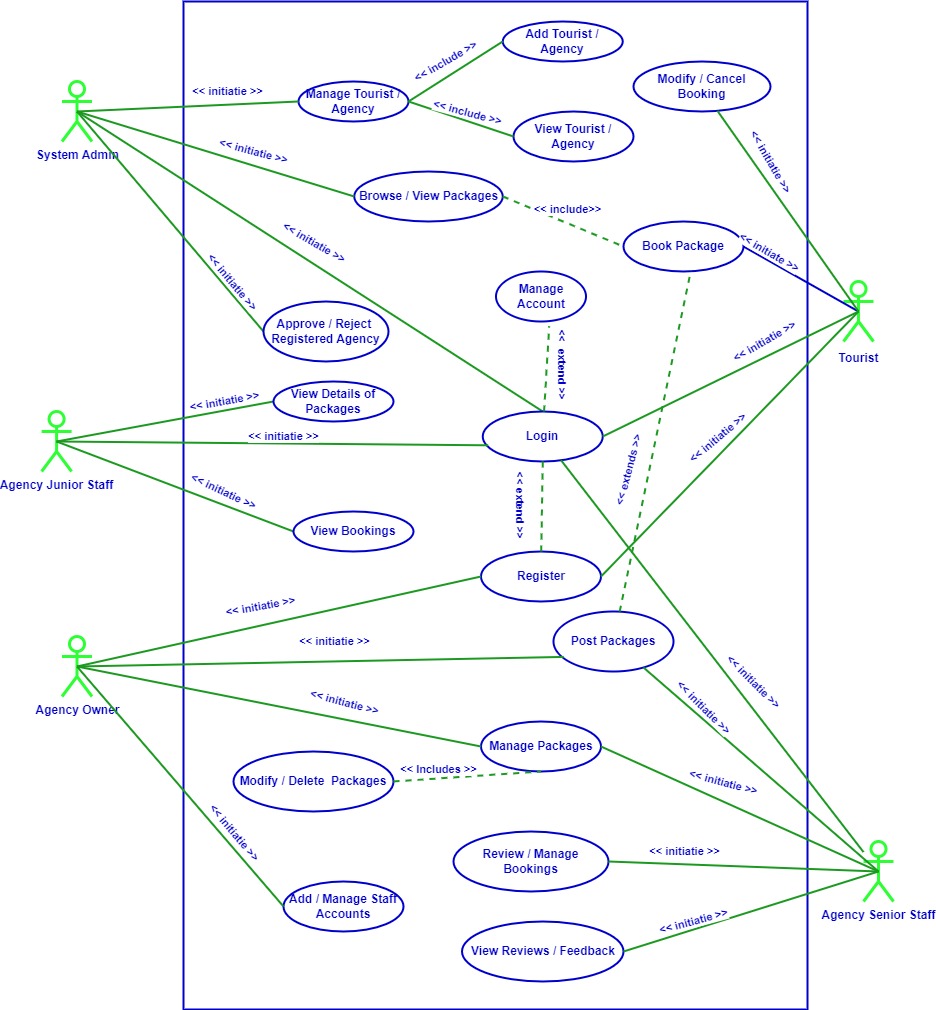 Add Tourist /
Agency
<< include >>
Modify / Cancel
Booking
<< initiatie >>
Manage Tourist /
Agency
<< include >>
View Tourist /
Agency
System Admin
<< initiatie >>
<< initiatie >>
Browse / View Packages
<< include>>
<< initiatie >>
Book Package
<< initiate >>
<< initiatie >>
Manage
Account
Approve / Reject
Registered Agency
<< extend >>
<< initiatie >>
Tourist
View Details of
Packages
<< initiatie >>
Login
<< initiatie >>
<< initiatie >>
Agency Junior Staff
<< initiatie >>
<< extend >>
<< extends >>
View Bookings
Register
<< initiatie >>
<< initiatie >>
Post Packages
Agency Owner
<< initiatie >>
<< initiatie >>
<< initiatie >>
Manage Packages
<< Includes >>
Modify / Delete  Packages
<< initiatie >>
<< initiatie >>
Review / Manage
Bookings
<< initiatie >>
Add / Manage Staff
Accounts
Agency Senior Staff
<< initiatie >>
View Reviews / Feedback